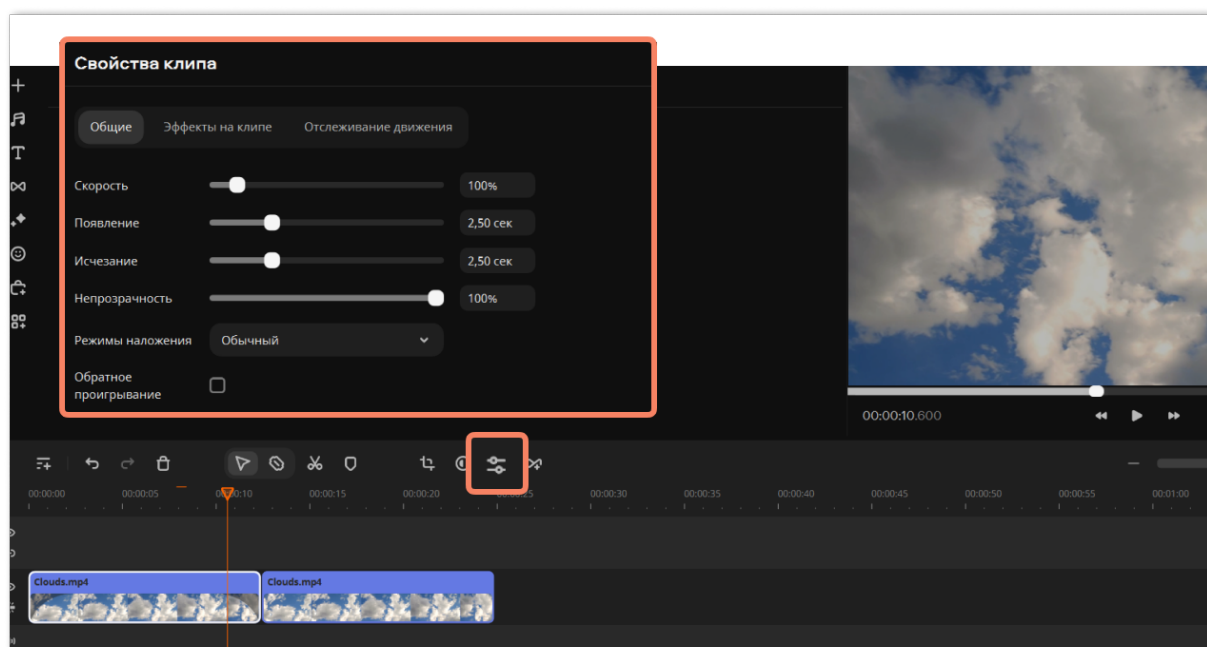 Свойства клипа
Общие Эффекты на клипе Отслеживание движения
Скорость 100%
Появление 2,50 сек
Исчезание 2,50 сек
Непрозрачность 100%
Режимы наложения Обычный
Обратное
проигрывание
00:00:10.600
00:00:00 00:00:05 00:00:10 00:00:15 00:00:20 00:00:25 00:00:30 00:00:35 00:00:40 00:00:45 00:00:50 00:00:55 00:01:00
Clouds.mp4 Clouds.mp4